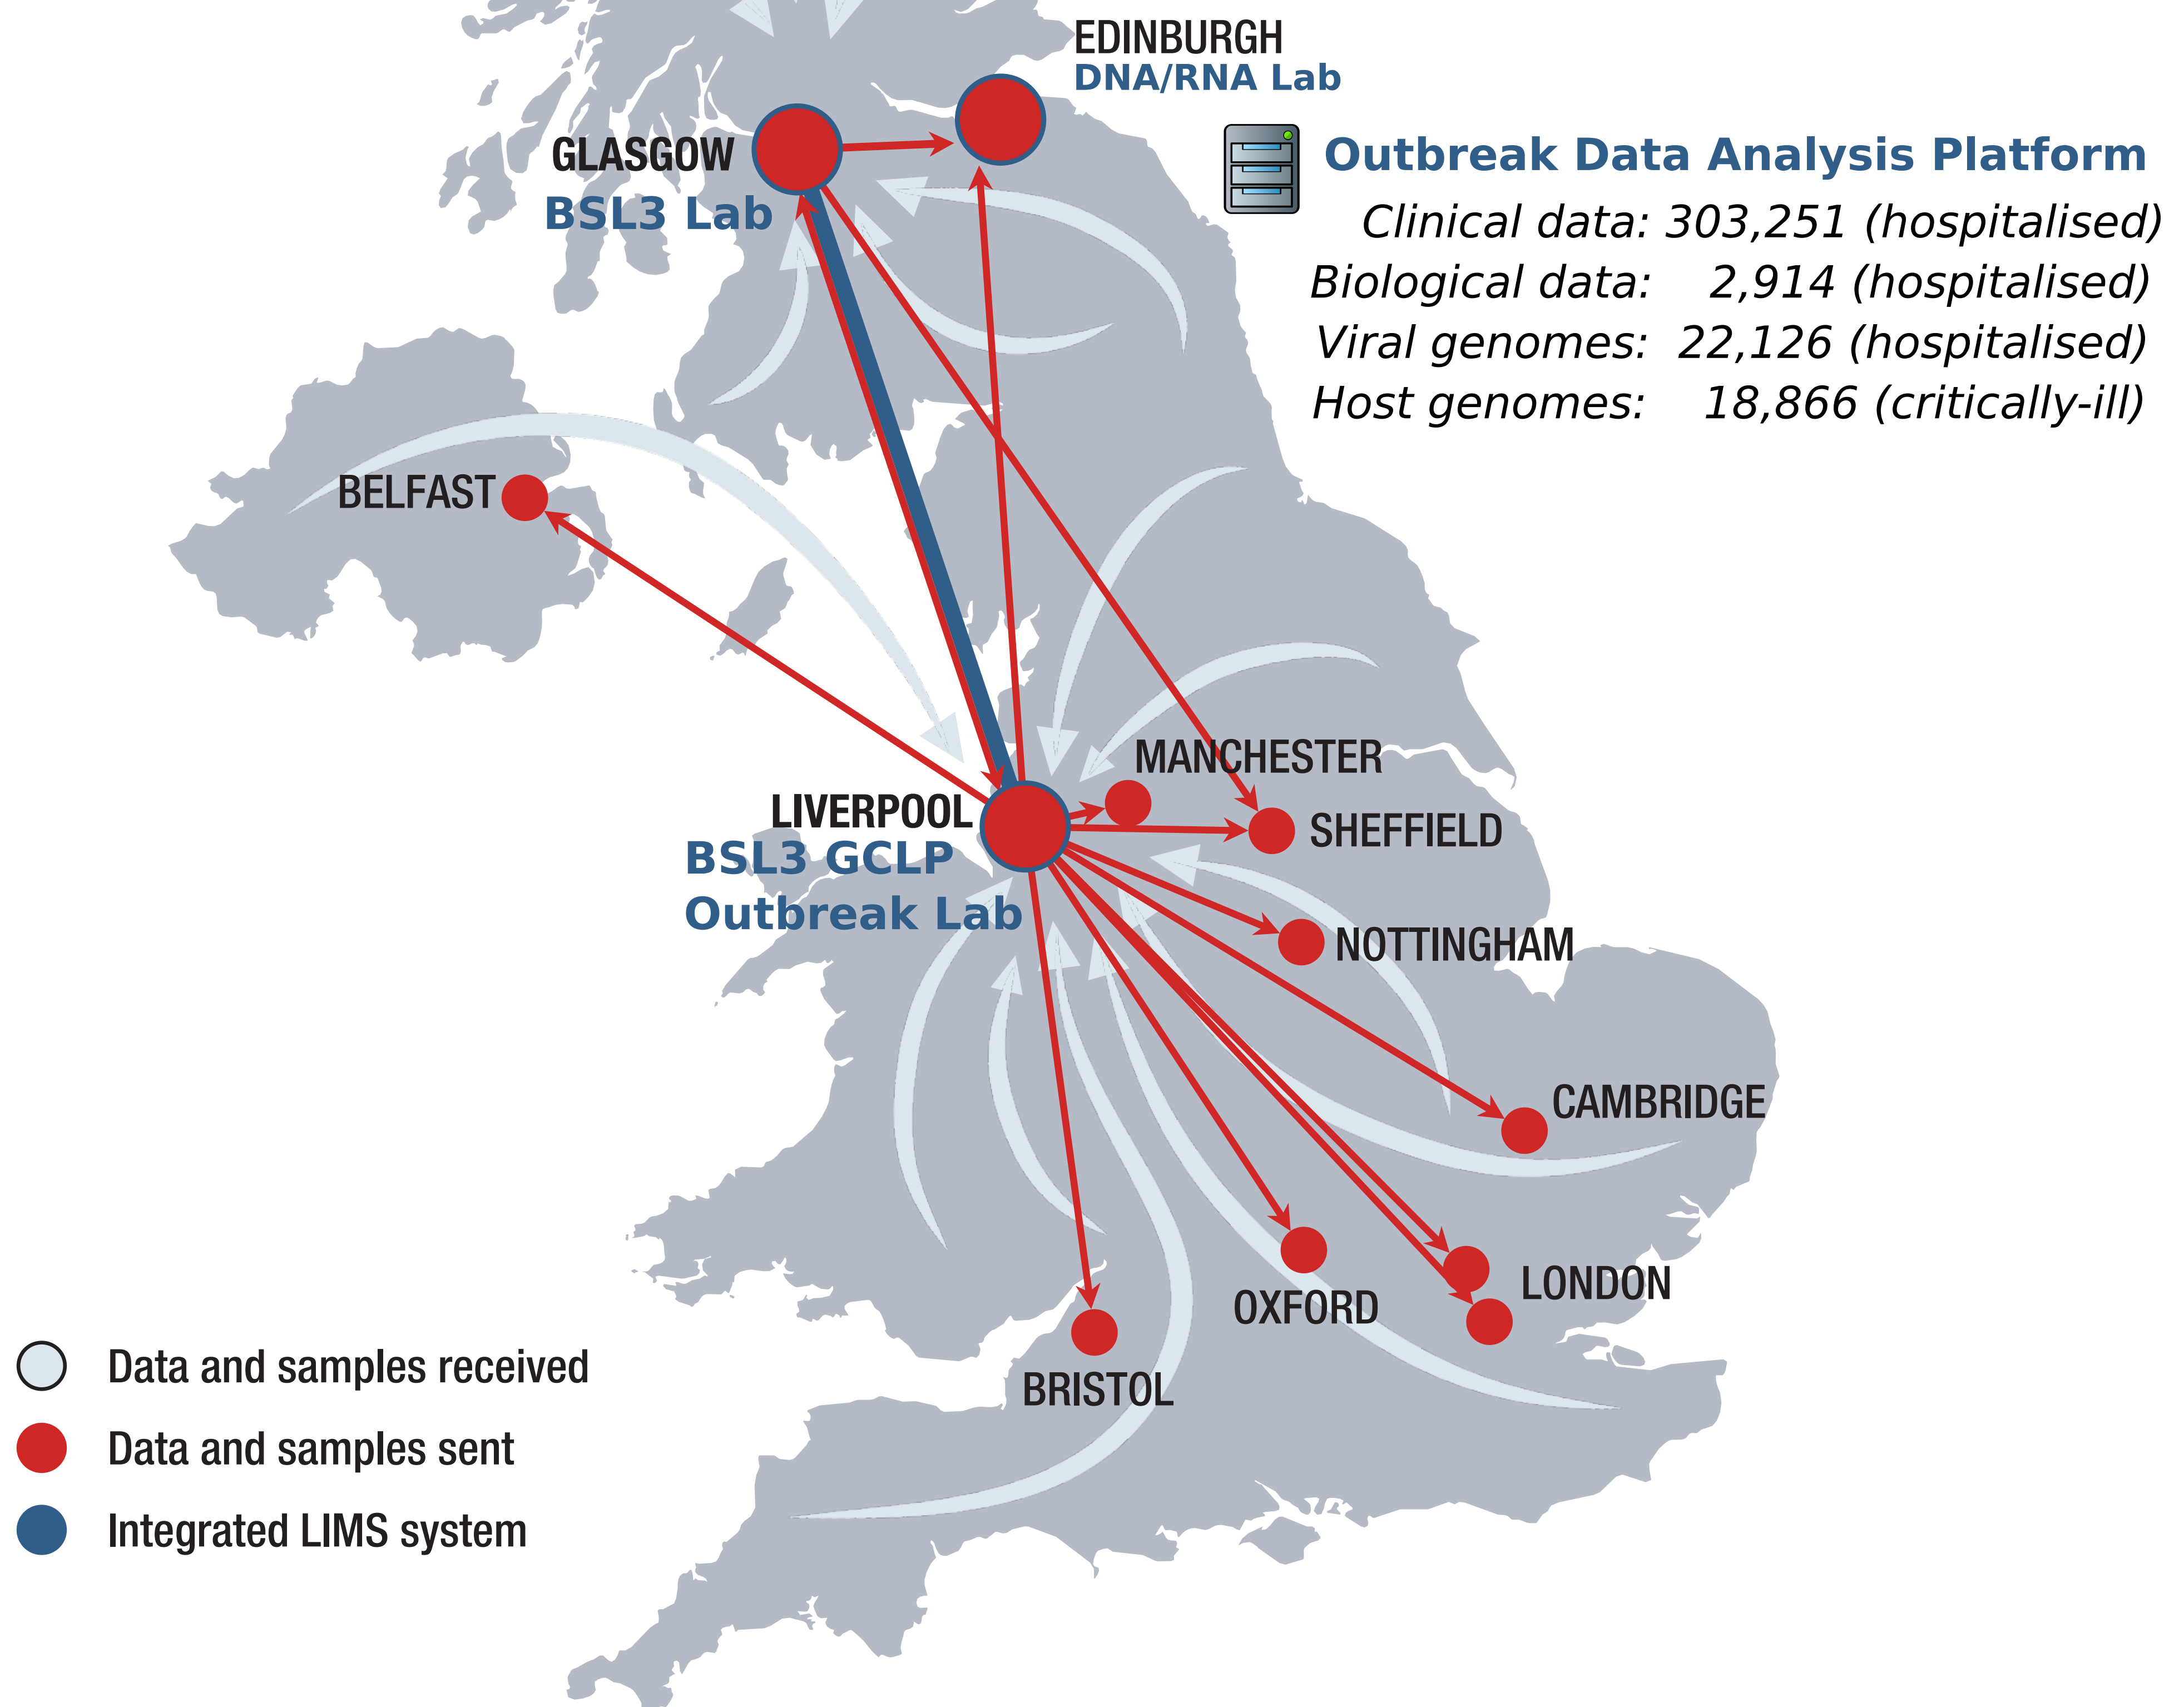 EDINBURGH
DNA/RNA Lab
GLASGOW
BSL3 Lab
Outbreak Data Analysis Platform
Clinical data: 303,251 (hospitalised)
Biological data: 2,914 (hospitalised)
Viral genomes: 22,126 (hospitalised)
Host genomes: 18,866 (critically-ill)
BELFAST
MANCHESTER
LIVERPOOL
BSL3 GCLP
Outbreak Lab
SHEFFIELD
NOTTINGHAM
CAMBRIDGE
LONDON
OXFORD
BRISTOL
Data and samples received
Data and samples sent
Integrated LIMS system